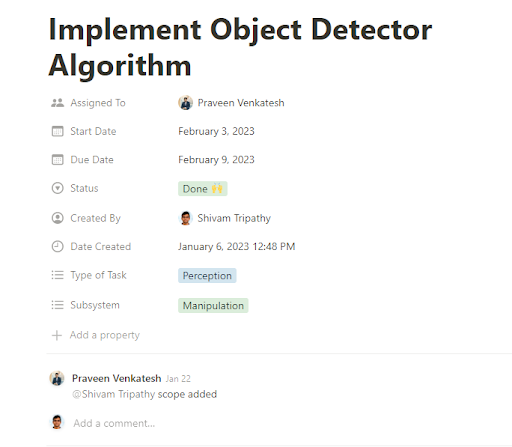 Implement Object Detector
Algorithm
Assigned To Praveen Venkatesh
Start Date February 3, 2023
Due Date February 9, 2023
Status Done 🙌
Created By Shivam Tripathy
Date Created January 6, 2023 12:48 PM
Type of Task Perception
Subsystem Manipulation
Add a property
Praveen Venkatesh Jan 22
@Shivam Tripathy scope added
Add a comment...